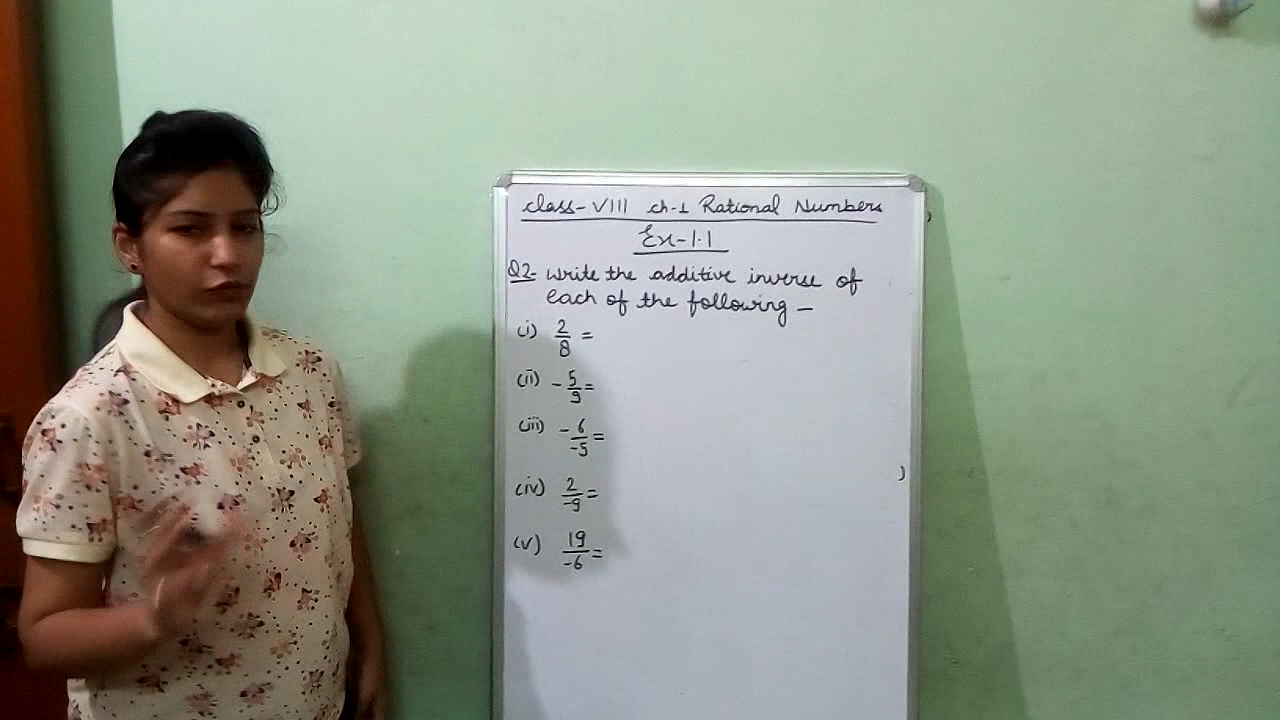 Class-VIII ch-1 Rational Numbers
Ex-1.1
Q2- Write the additive inverse of
each of the following -
(i) 2/8 =
(ii) -5/9 =
(iii) -6/-5 =
(iv) 2/-9 =
(v) 19/-6 =